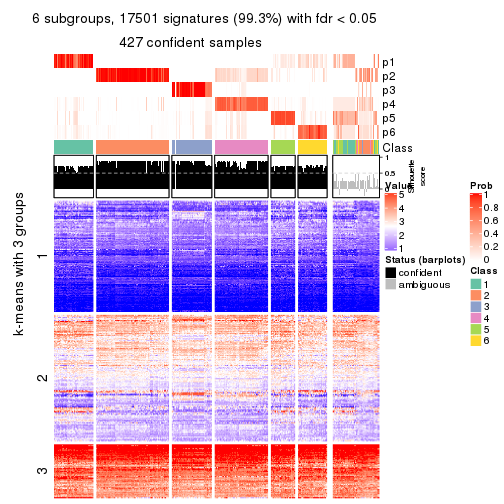 6 subgroups, 17501 signatures (99.3%) with fdr < 0.05
427 confident samples
p1
p2
p3
p4
p5
p6
Class
1
0.5
0
Silhouette
score
k-means with 3 groups
1
2
3
Value
5
4
3
2
1
Status (barplots)
confident
ambiguous
Prob
1
0.8
0.6
0.4
0.2
0
Class
1
2
3
4
5
6